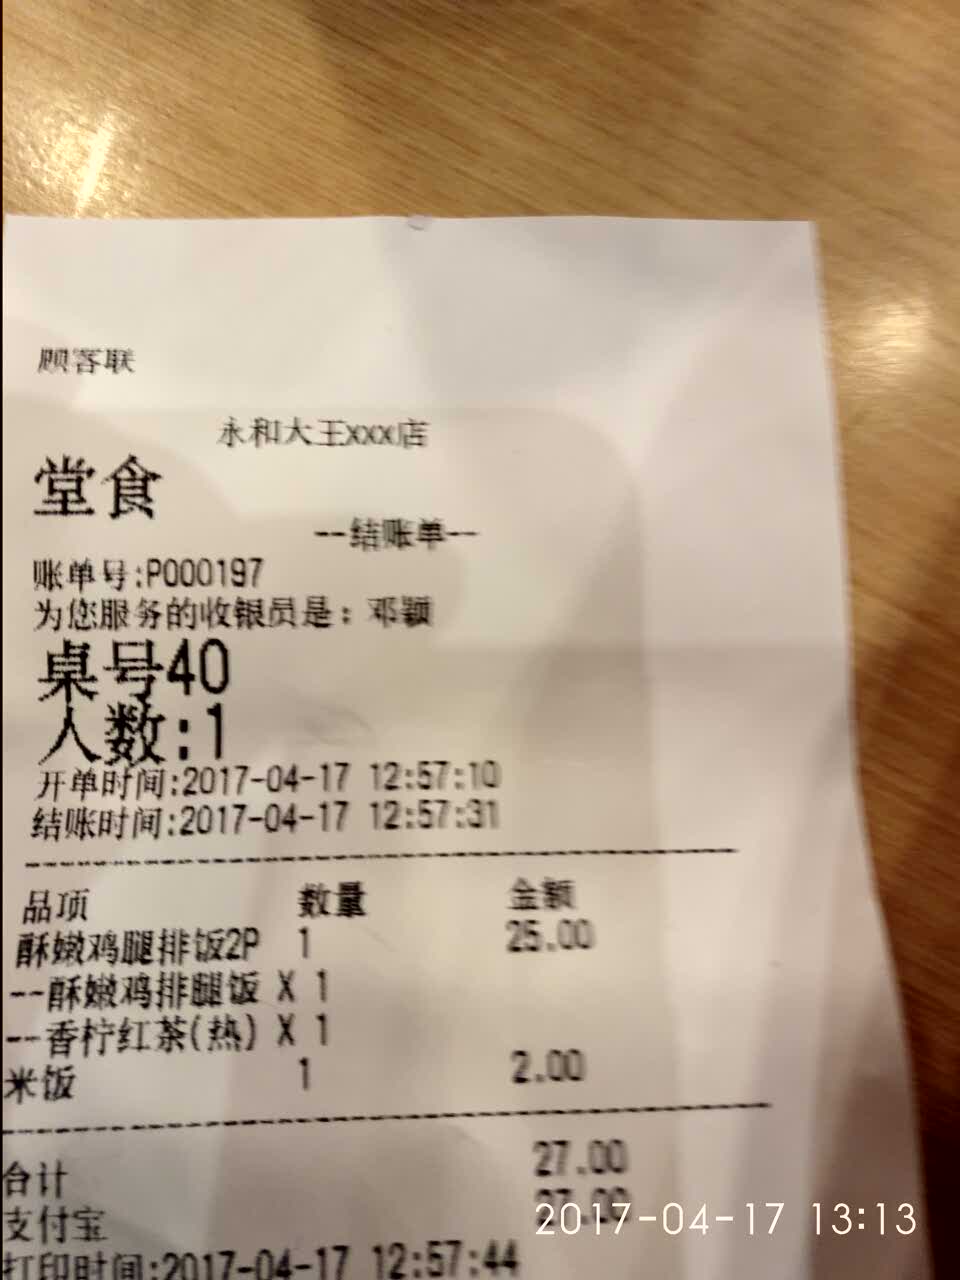 顾客联
永和大王xxx店
堂食
--结账单--
账单号:P000197
为您服务的收银员是：邓颖
桌号40
人数:1
开单时间:2017-04-17 12:57:10
结账时间:2017-04-17 12:57:31
品项 数量 金额
酥嫩鸡腿排饭2P 1 25.00
--酥嫩鸡排腿饭 X 1
--香柠红茶(热) X 1
米饭 1 2.00
合计 27.00
支付宝 27.00
打印时间:2017-04-17 12:57:44
2017-04-17 13:13